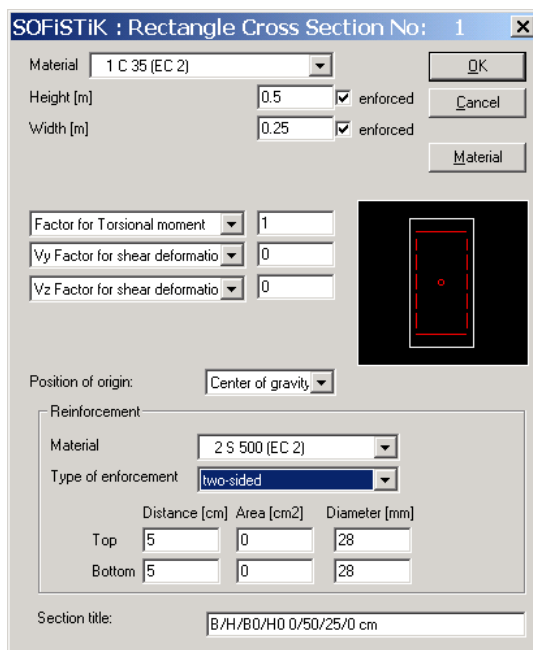 SOFiSTiK : Rectangle Cross Section No: 1
Material 1 C 35 (EC 2) OK
Height [m] 0.5 enforced Cancel
Width [m] 0.25 enforced
Material
Factor for Torsional moment 1
Vy Factor for shear deformatio 0
Vz Factor for shear deformatio 0
Position of origin: Center of gravity
Reinforcement
Material 2 S 500 (EC 2)
Type of enforcement two-sided
Distance [cm] Area [cm2] Diameter [mm]
Top 5 0 28
Bottom 5 0 28
Section title: B/H/B0/H0 0/50/25/0 cm